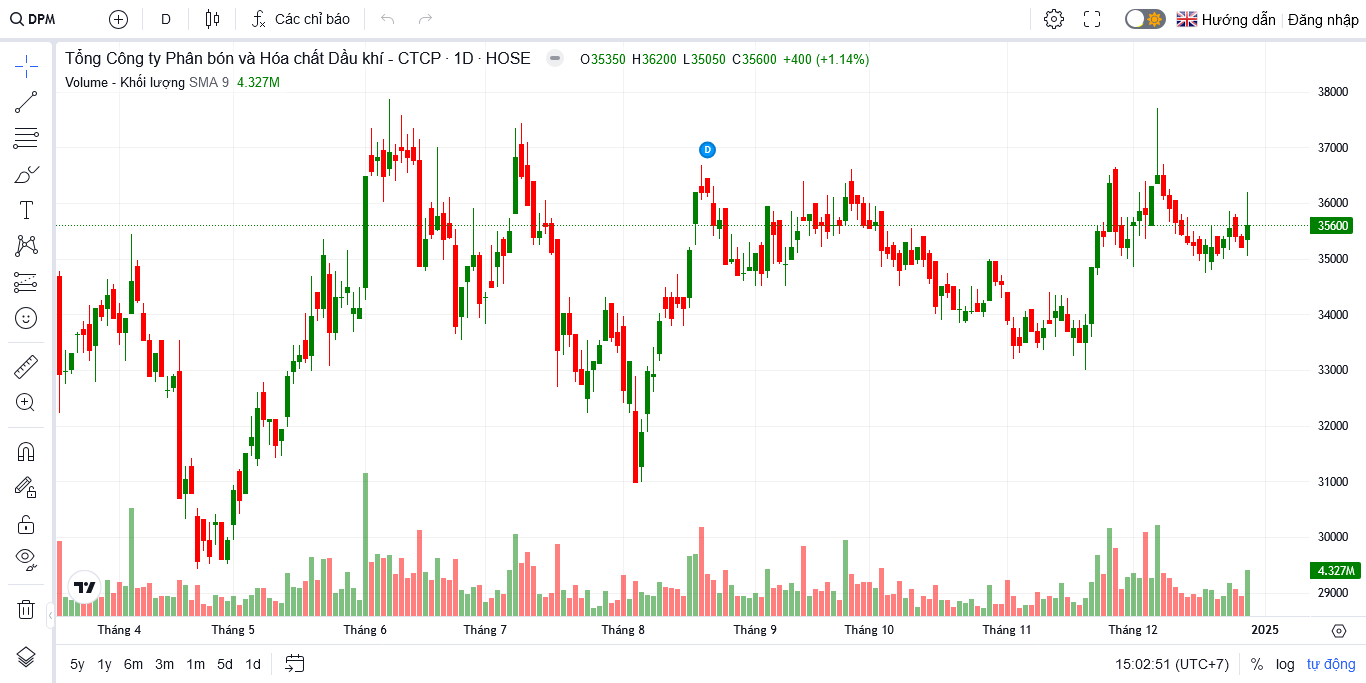 DPM D Các chỉ báo Hướng dẫn Đăng nhập
Tổng Công ty Phân bón và Hóa chất Dầu khí - CTCP · 1D · HOSE O35350 H36200 L35050 C35600 +400 (+1.14%)
Volume - Khối lượng SMA 9 4.327M
D
38000
37000
36000
35600
35000
34000
33000
32000
31000
30000
4.327M
29000
Tháng 4 Tháng 5 Tháng 6 Tháng 7 Tháng 8 Tháng 9 Tháng 10 Tháng 11 Tháng 12 2025
5y 1y 6m 3m 1m 5d 1d 15:02:51 (UTC+7) % log tự động